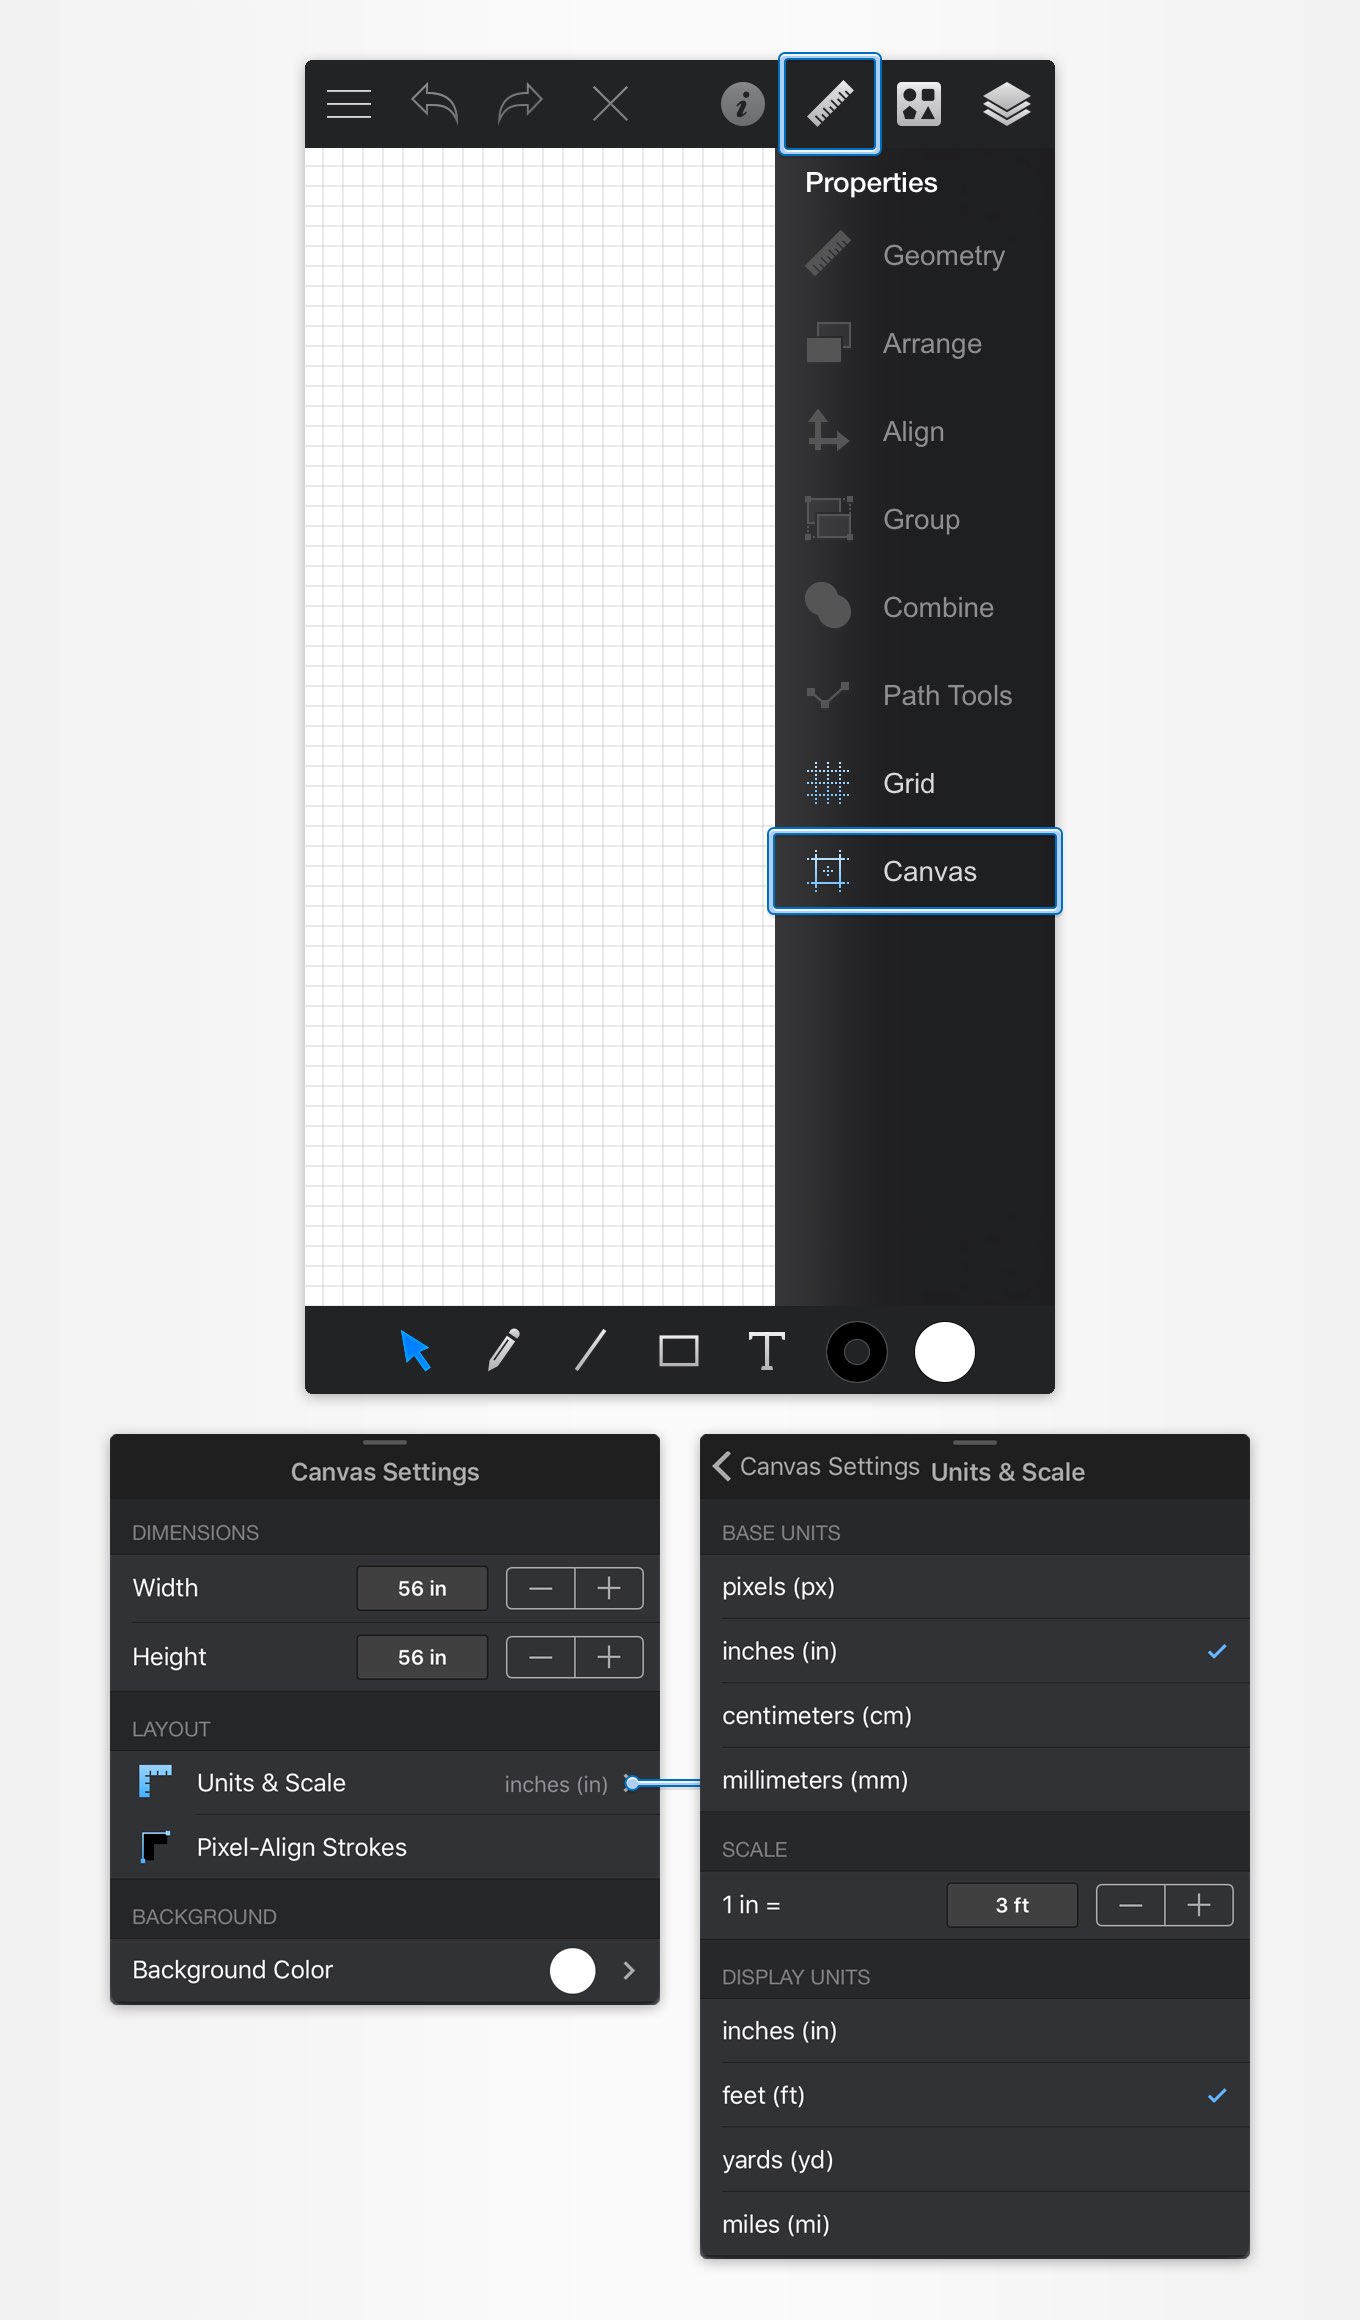 Properties
Geometry
Arrange
Align
Group
Combine
Path Tools
Grid
Canvas
T
Canvas Settings
DIMENSIONS
Width 56 in
Height 56 in
LAYOUT
Units & Scale inches (in)
Pixel-Align Strokes
BACKGROUND
Background Color
Canvas Settings Units & Scale
BASE UNITS
pixels (px)
inches (in)
centimeters (cm)
millimeters (mm)
SCALE
1 in = 3 ft
DISPLAY UNITS
inches (in)
feet (ft)
yards (yd)
miles (mi)